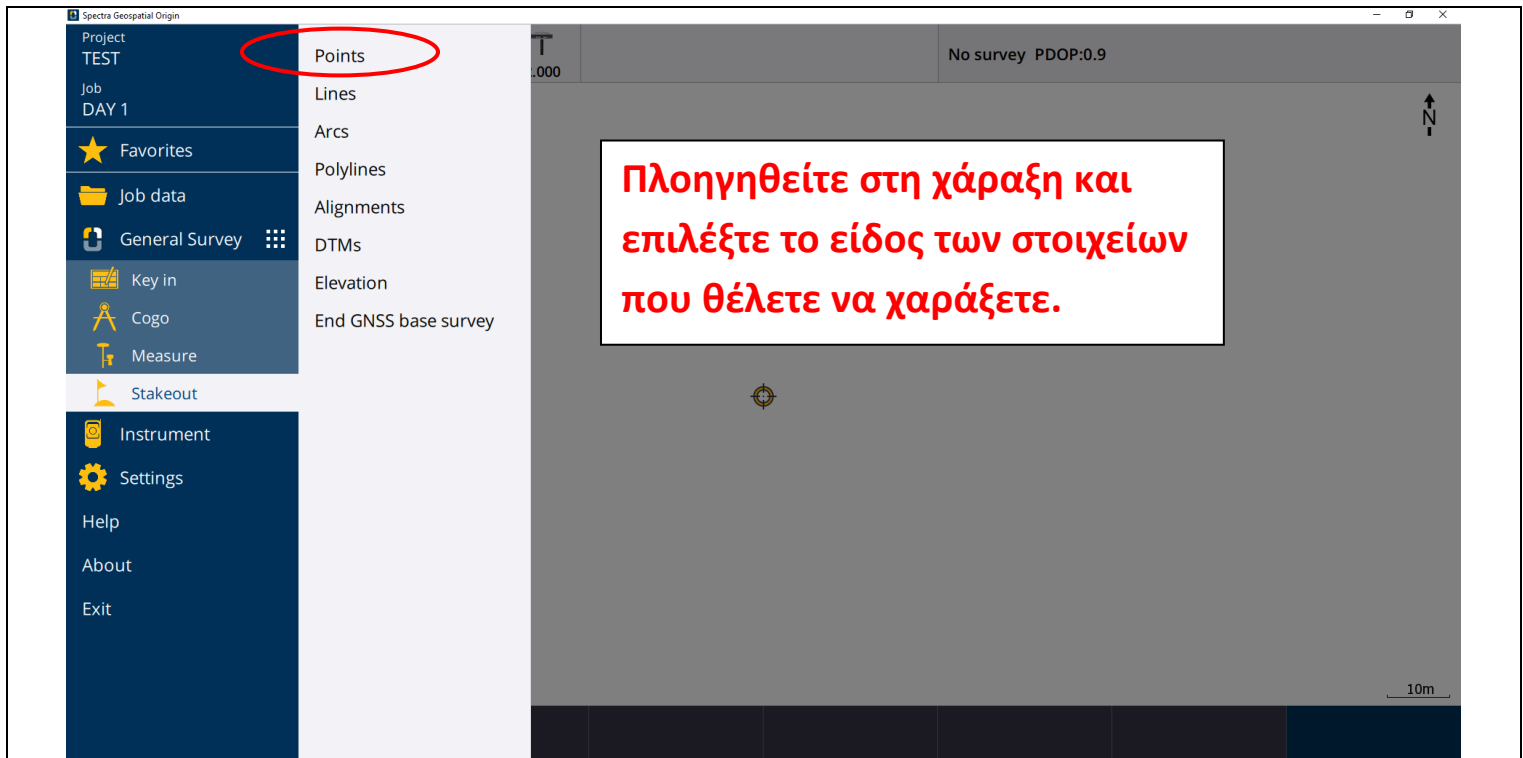 Spectra Geospatial Origin
Project
TEST
Job
DAY 1
Favorites
Job data
General Survey
Key in
Cogo
Measure
Stakeout
Instrument
Settings
Help
About
Exit
Points
Lines
Arcs
Polylines
Alignments
DTMs
Elevation
End GNSS base survey
.000
No survey PDOP:0.9
N
Πλοηγηθείτε στη χάραξη και
επιλέξτε το είδος των στοιχείων
που θέλετε να χαράξετε.
10m